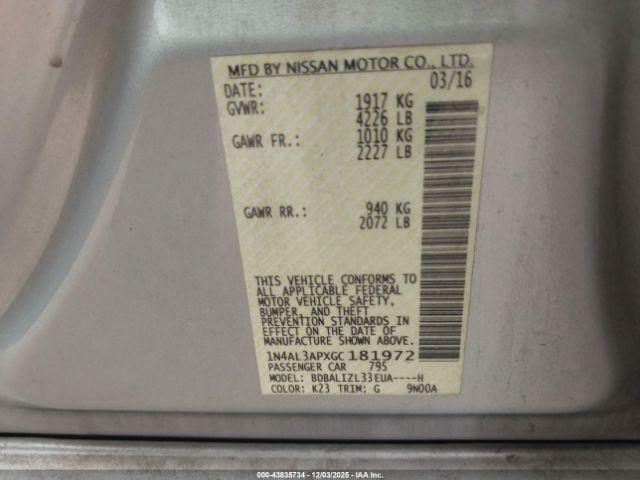 MFD BY NISSAN MOTOR CO., LTD.
DATE: 03/16
GVWR: 1917 KG
4226 LB
GAWR FR.: 1010 KG
2227 LB
GAWR RR.: 940 KG
2072 LB
THIS VEHICLE CONFORMS TO
ALL APPLICABLE FEDERAL
MOTOR VEHICLE SAFETY,
BUMPER, AND THEFT
PREVENTION STANDARDS IN
EFFECT ON THE DATE OF
MANUFACTURE SHOWN ABOVE.
1N4AL3APXGC181972
PASSENGER CAR 795
MODEL: BDBALIZL33EUA----H
COLOR: K23 TRIM: G 9N00A
000-43835734 - 12/03/2025 - IAA Inc.